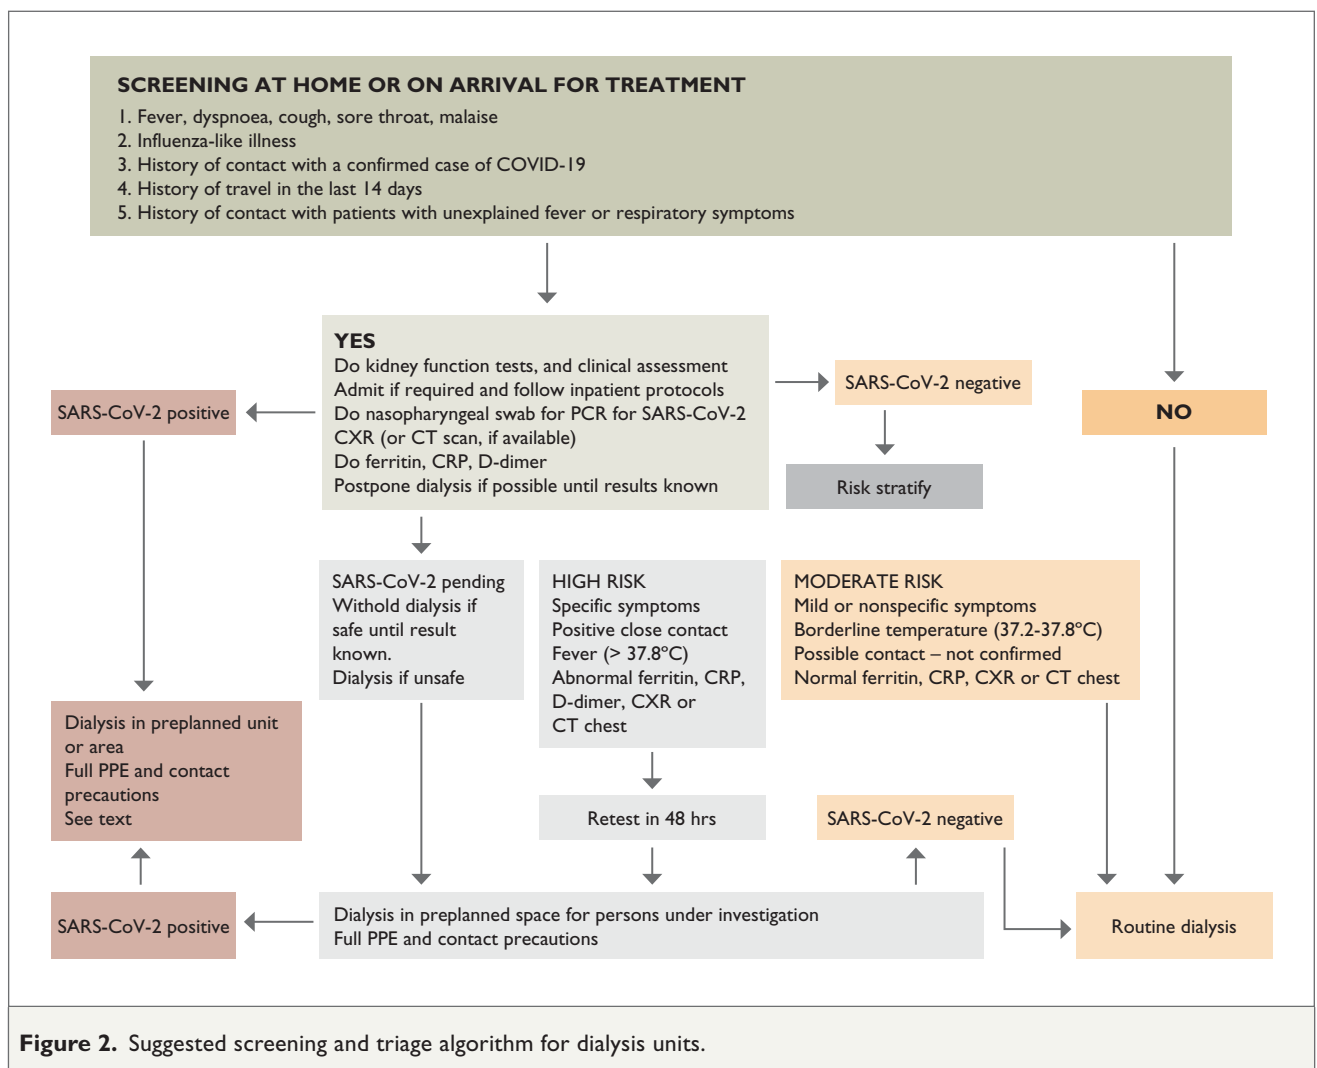 SCREENING AT HOME OR ON ARRIVAL FOR TREATMENT
1. Fever, dyspnoea, cough, sore throat, malaise
2. Influenza-like illness
3. History of contact with a confirmed case of COVID-19
4. History of travel in the last 14 days
5. History of contact with patients with unexplained fever or respiratory symptoms
YES
Do kidney function tests, and clinical assessment
Admit if required and follow inpatient protocols
Do nasopharyngeal swab for PCR for SARS-CoV-2
CXR (or CT scan, if available)
Do ferritin, CRP, D-dimer
Postpone dialysis if possible until results known
SARS-CoV-2 negative
SARS-CoV-2 positive
NO
Risk stratify
SARS-CoV-2 pending
Withold dialysis if
safe until result
known.
Dialysis if unsafe
HIGH RISK
Specific symptoms
Positive close contact
Fever (> 37.8ºC)
Abnormal ferritin, CRP,
D-dimer, CXR or
CT chest
MODERATE RISK
Mild or nonspecific symptoms
Borderline temperature (37.2-37.8ºC)
Possible contact – not confirmed
Normal ferritin, CRP, CXR or CT chest
Dialysis in preplanned unit
or area
Full PPE and contact
precautions
See text
Retest in 48 hrs
SARS-CoV-2 negative
SARS-CoV-2 positive
Dialysis in preplanned space for persons under investigation
Full PPE and contact precautions
Routine dialysis
Figure 2. Suggested screening and triage algorithm for dialysis units.